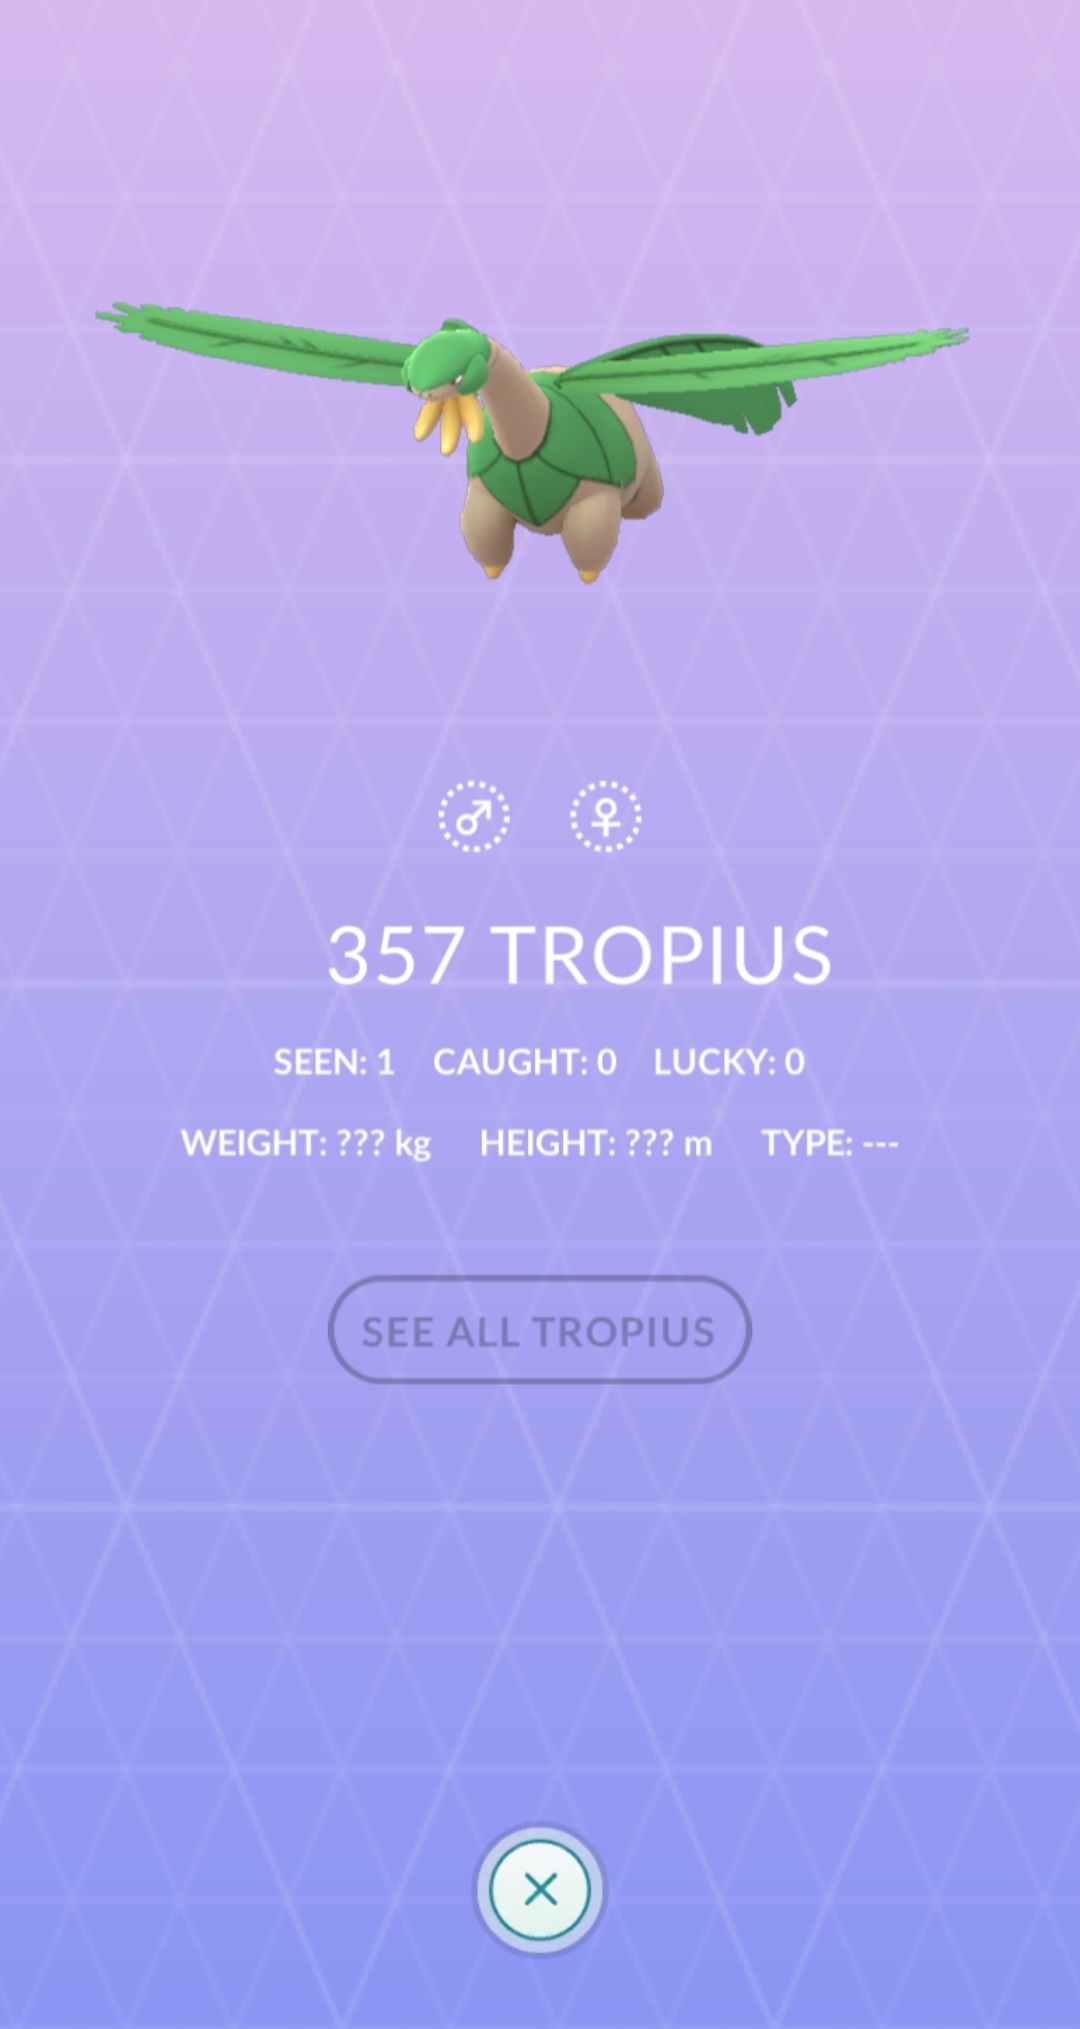 357 TROPIUS
SEEN: 1 CAUGHT: 0 LUCKY: 0
WEIGHT: ??? kg HEIGHT: ??? m TYPE: ---
SEE ALL TROPIUS